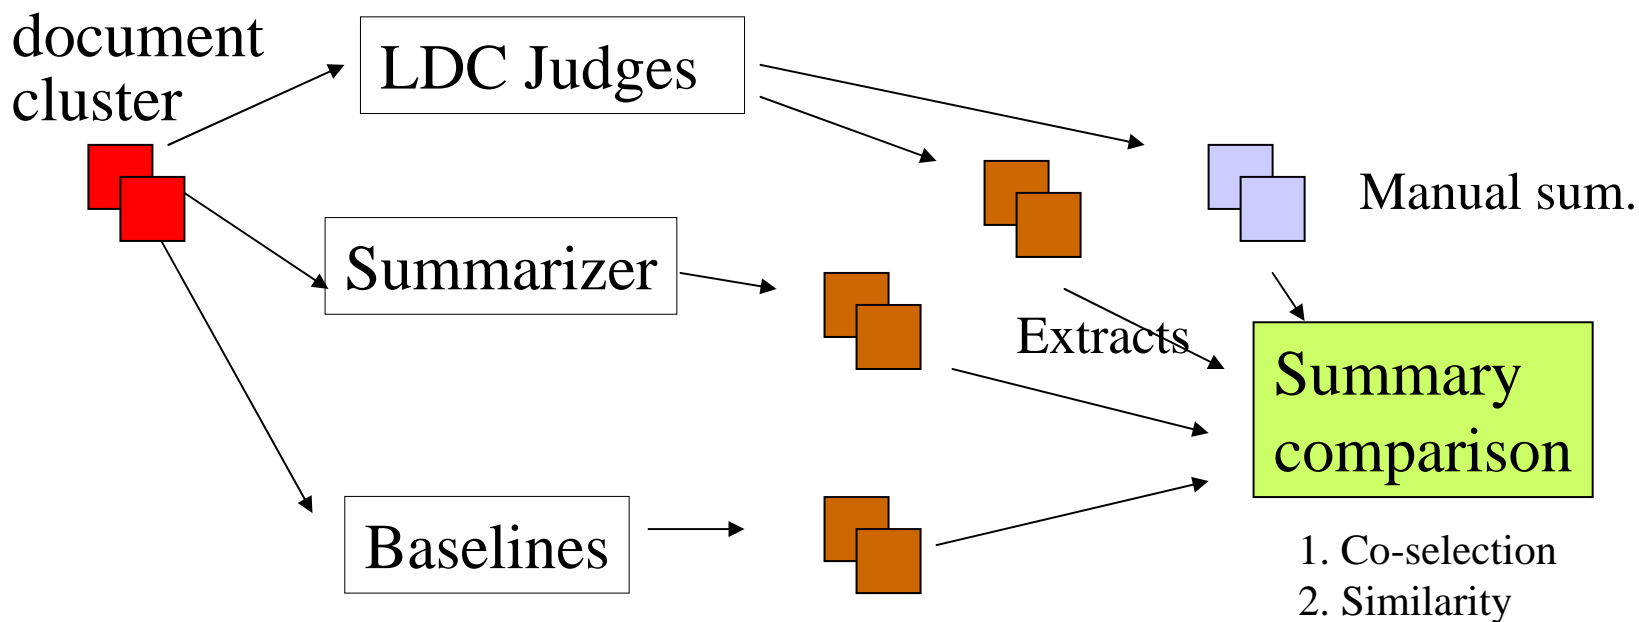 document
cluster
LDC Judges
Manual sum.
Summarizer
Extracts
Summary
comparison
Baselines
1. Co-selection
2. Similarity